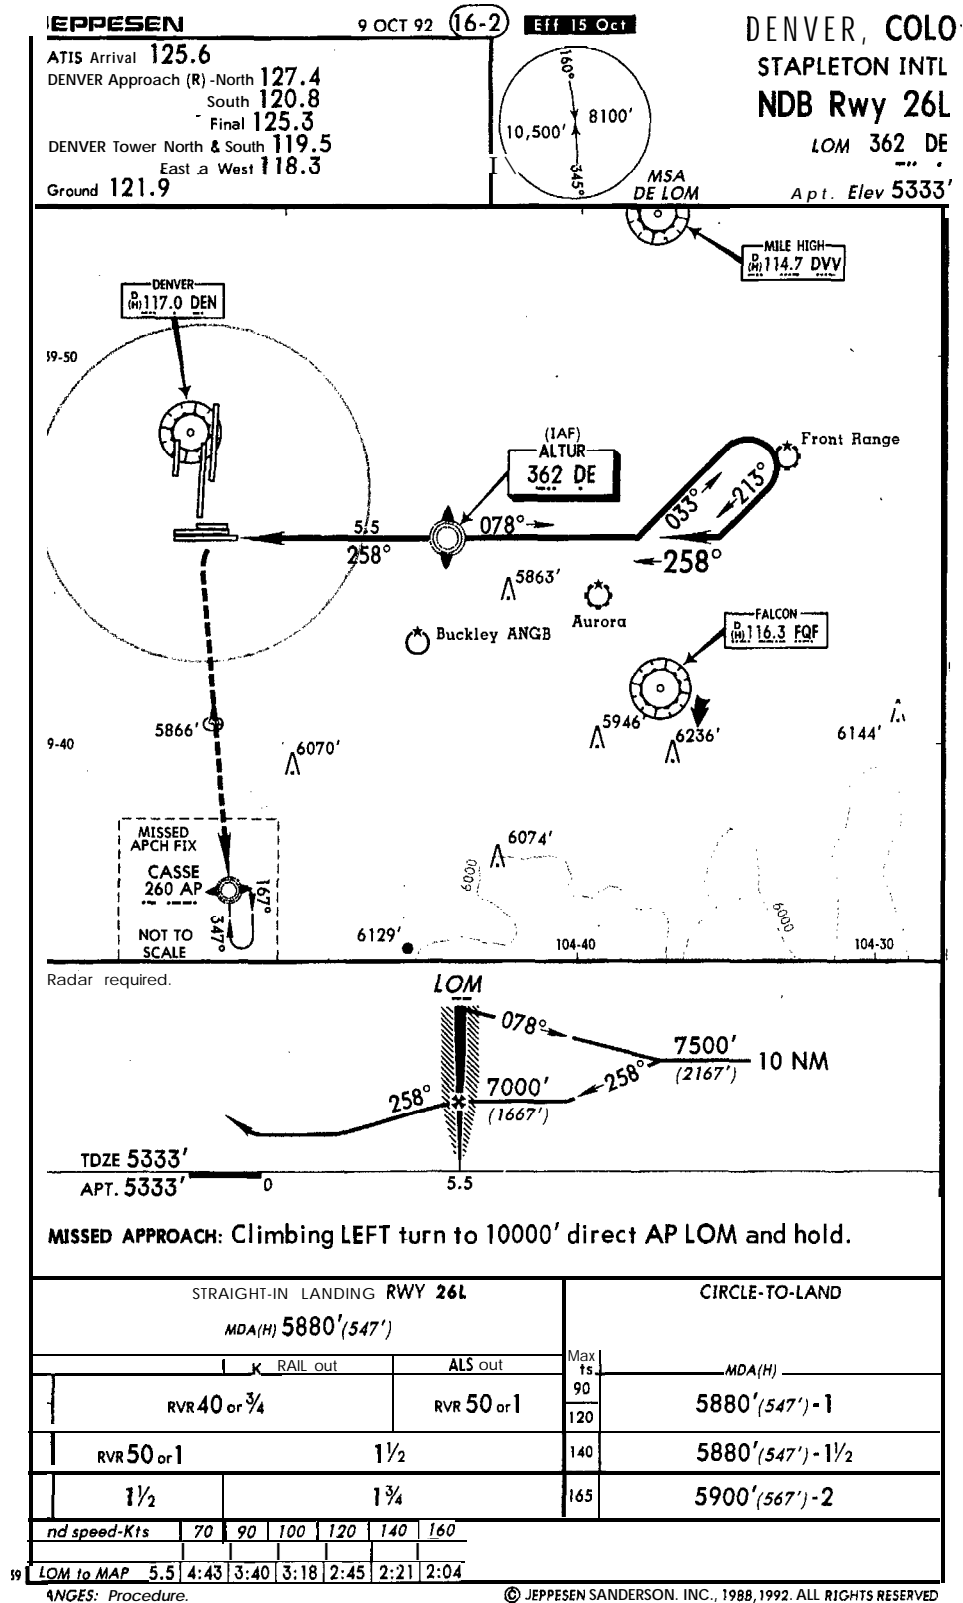 JEPPESEN 9 OCT 92 16-2 Eff 15 Oct
DENVER, COLO
STAPLETON INTL
NDB Rwy 26L
LOM 362 DE
Apt. Elev 5333'
ATIS Arrival 125.6
DENVER Approach (R) -North 127.4
South 120.8
Final 125.3
DENVER Tower North & South 119.5
East a West 118.3
Ground 121.9
160°
8100'
10,500'
345°
MSA
DE LOM
MILE HIGH
D
(H) 114.7 DVV
DENVER
D
(H) 117.0 DEN
39-50
(IAF)
ALTUR
362 DE
Front Range
033°
213°
5.5
078°
258°
258°
5863'
Aurora
Buckley ANGB
FALCON
D
(H) 116.3 FQF
5866'
9-40
6070'
5946'
6236'
6144'
MISSED
APCH FIX
CASSE
260 AP
167°
347°
NOT TO
SCALE
6074'
6000
6000
6129'
104-40
104-30
Radar required.
LOM
078°
7500'
(2167')
10 NM
258°
258°
7000'
(1667')
TDZE 5333'
APT. 5333'
0
5.5
MISSED APPROACH: Climbing LEFT turn to 10000' direct AP LOM and hold.
STRAIGHT-IN LANDING RWY 26L
CIRCLE-TO-LAND
MDA(H) 5880'(547')
K RAIL out
ALS out
Max
ts
MDA(H)
RVR 40 or ¾
RVR 50 or 1
90
120
5880'(547')-1
RVR 50 or 1
1½
140
5880'(547')-1½
1½
1¾
165
5900'(567')-2
nd speed-Kts 70 90 100 120 140 160
LOM to MAP 5.5 4:43 3:40 3:18 2:45 2:21 2:04
ANGES: Procedure.
© JEPPESEN SANDERSON. INC., 1988,1992. ALL RIGHTS RESERVED